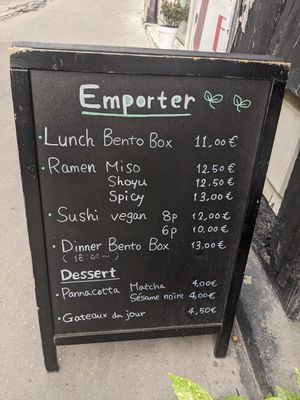 Emporter
• Lunch Bento Box 11,00€
• Ramen Miso 12.50€
Shoyu 12.50€
Spicy 13,00€
• Sushi vegan 8p 12,00€
6p 10,00€
• Dinner Bento Box 13,00€
(18:00~)
Dessert
• Pannacotta Matcha 4,00€
Sésame noire 4,00€
• Gateaux du jour 4,50€